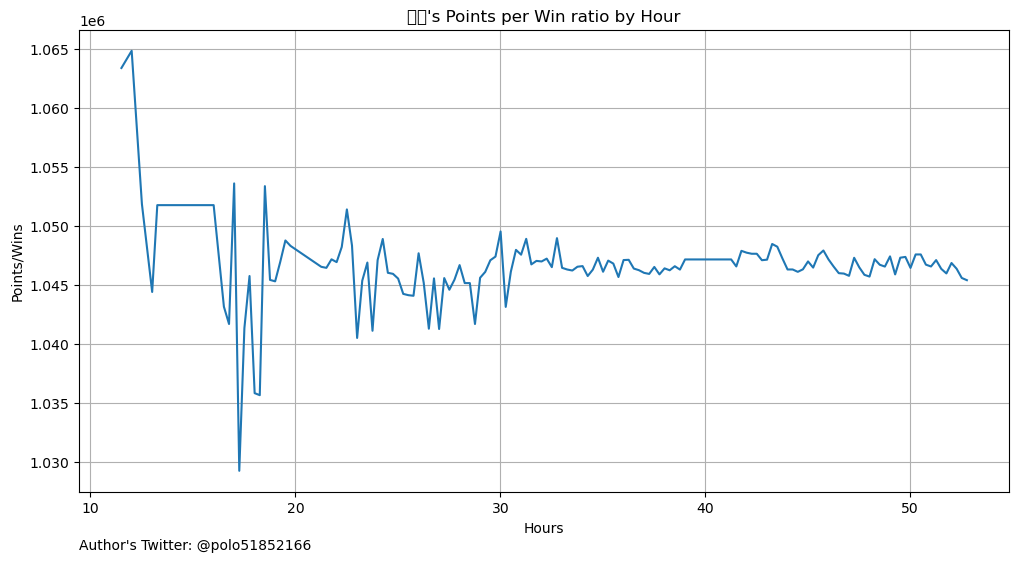 's Points per Win ratio by Hour
1e6
1.065
1.060
1.055
1.050
1.045
1.040
1.035
1.030
Points/Wins
10 20 30 40 50
Hours
Author's Twitter: @polo51852166